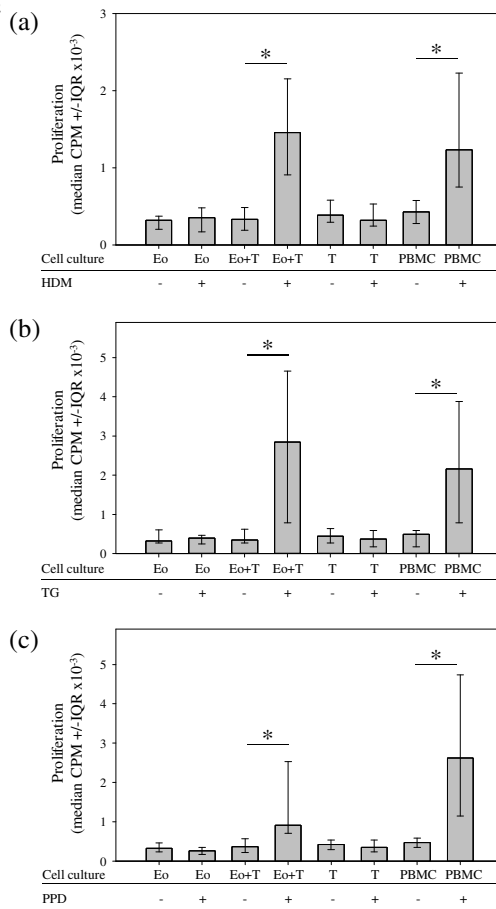 (a)
Proliferation
(median CPM +/-IQR x10⁻³)
3
2
1
0
*
*
Cell culture Eo Eo Eo+T Eo+T T T PBMC PBMC
HDM - + - + - + - +
(b)
Proliferation
(median CPM +/-IQR x10⁻³)
5
4
3
2
1
0
*
*
Cell culture Eo Eo Eo+T Eo+T T T PBMC PBMC
TG - + - + - + - +
(c)
Proliferation
(median CPM +/-IQR x10⁻³)
5
4
3
2
1
0
*
*
Cell culture Eo Eo Eo+T Eo+T T T PBMC PBMC
PPD - + - + - + - +